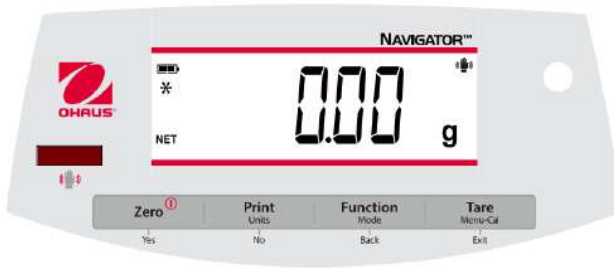 NAVIGATOR™
OHAUS®
*
NET
0.00 g
Zero Print Function Tare
Units Mode Menu-Cal
Yes No Back Exit